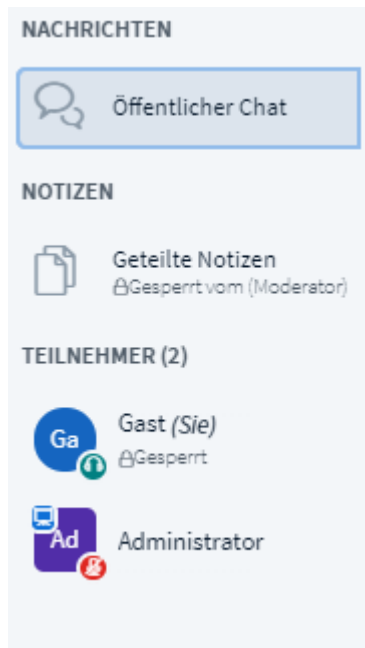 NACHRICHTEN
Öffentlicher Chat
NOTIZEN
Geteilte Notizen
Gesperrt vom (Moderator)
TEILNEHMER (2)
Ga
Gast (Sie)
Gesperrt
Ad
Administrator